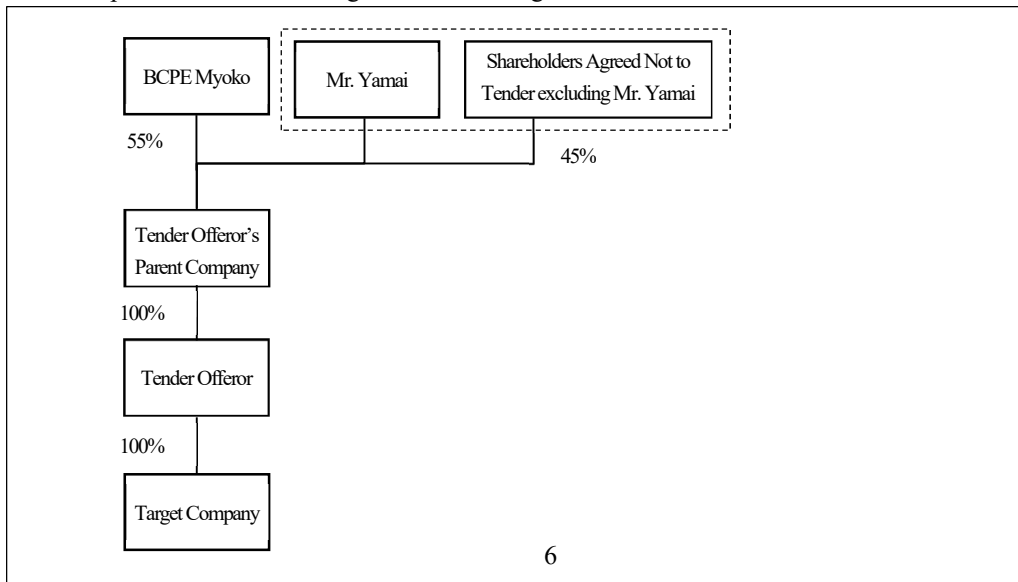 BCPE Myoko
Mr. Yamai
Shareholders Agreed Not to
Tender excluding Mr. Yamai
55%
45%
Tender Offeror's
Parent Company
100%
Tender Offeror
100%
Target Company
6